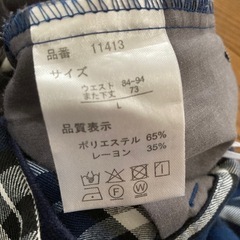 品番 11413
サイズ
ウエスト 84-94
また下丈 73
L
品質表示
ポリエステル 65%
レーヨン 35%